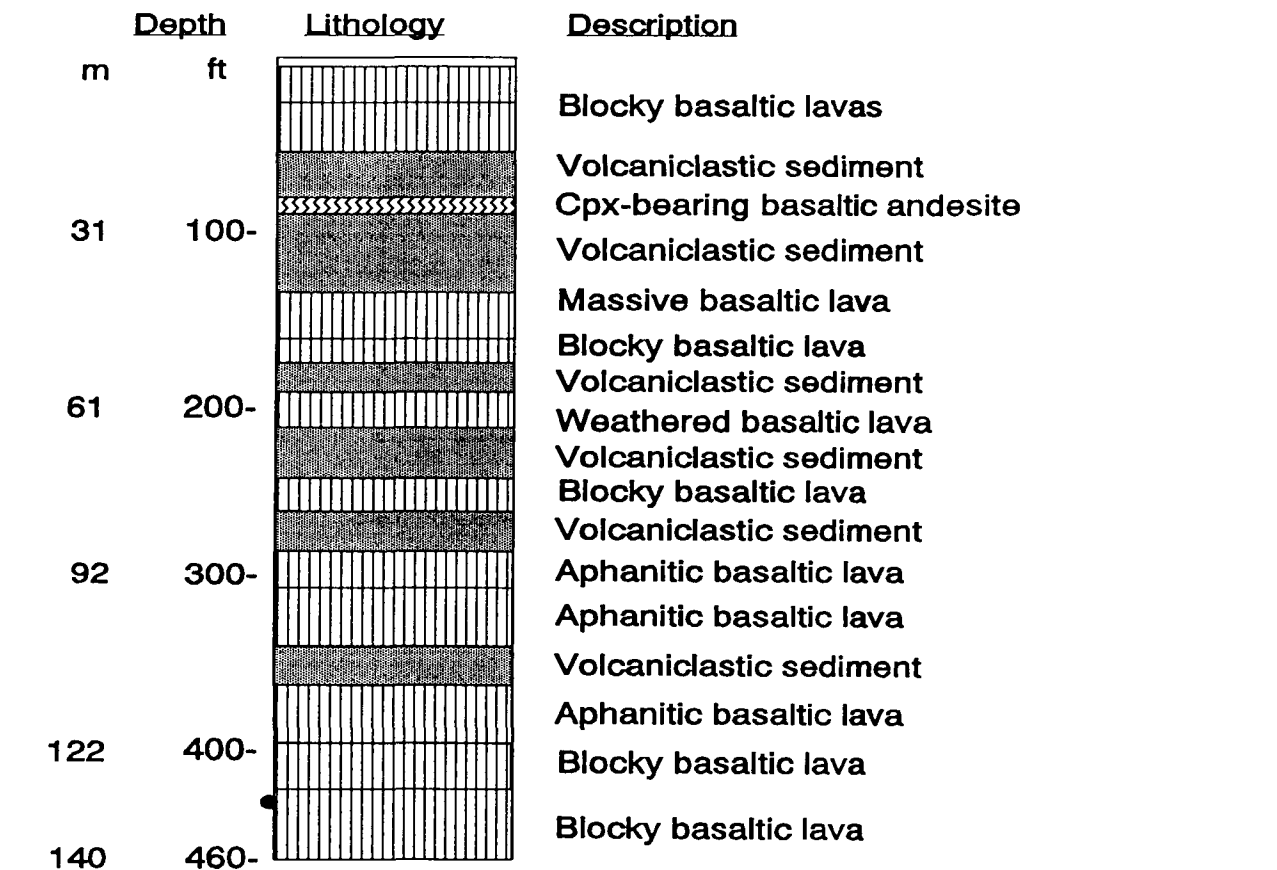 Depth Lithology Description
m ft
Blocky basaltic lavas
Volcaniclastic sediment
Cpx-bearing basaltic andesite
31 100-
Volcaniclastic sediment
Massive basaltic lava
Blocky basaltic lava
Volcaniclastic sediment
61 200-
Weathered basaltic lava
Volcaniclastic sediment
Blocky basaltic lava
Volcaniclastic sediment
92 300- Aphanitic basaltic lava
Aphanitic basaltic lava
Volcaniclastic sediment
Aphanitic basaltic lava
122 400-
Blocky basaltic lava
Blocky basaltic lava
140 460-